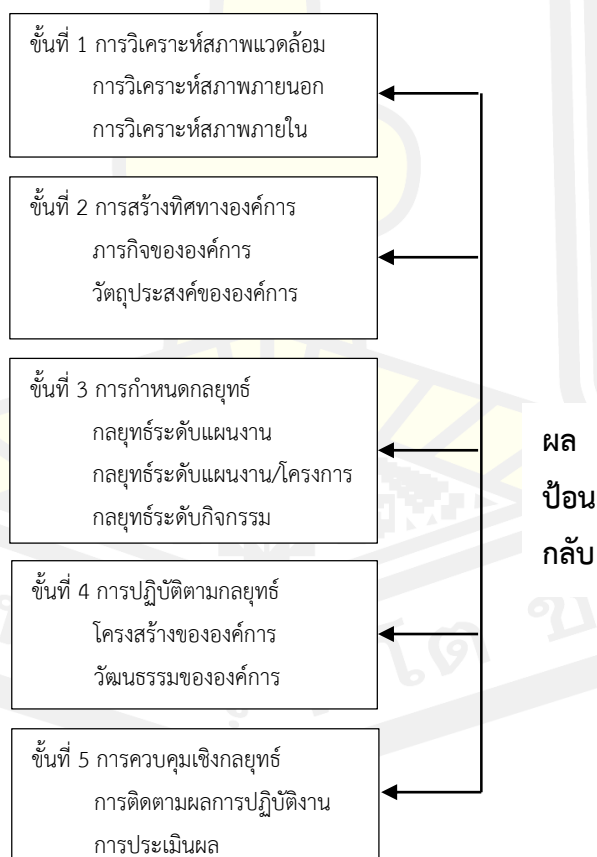 ขั้นที่ 1 การวิเคราะห์สภาพแวดล้อม
การวิเคราะห์สภาพภายนอก
การวิเคราะห์สภาพภายใน
ขั้นที่ 2 การสร้างทิศทางองค์การ
ภารกิจขององค์การ
วัตถุประสงค์ขององค์การ
ขั้นที่ 3 การกำหนดกลยุทธ์
กลยุทธ์ระดับแผนงาน
กลยุทธ์ระดับแผนงาน/โครงการ
กลยุทธ์ระดับกิจกรรม
ขั้นที่ 4 การปฏิบัติตามกลยุทธ์
โครงสร้างขององค์การ
วัฒนธรรมขององค์การ
ขั้นที่ 5 การควบคุมเชิงกลยุทธ์
การติดตามผลการปฏิบัติงาน
การประเมินผล
ผล
ป้อน
กลับ